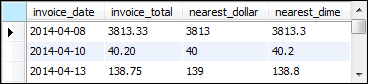 invoice_date invoice_total nearest_dollar nearest_dime
2014-04-08 3813.33 3813 3813.3
2014-04-10 40.20 40 40.2
2014-04-13 138.75 139 138.8